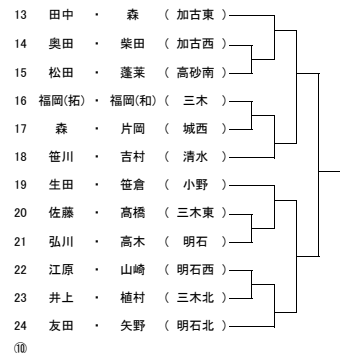 13 田中 ・ 森 （ 加古東 ）
14 奥田 ・ 柴田 （ 加古西 ）
15 松田 ・ 蓬莱 （ 高砂南 ）
16 福岡(拓) ・ 福岡(和) （ 三木 ）
17 森 ・ 片岡 （ 城西 ）
18 笹川 ・ 吉村 （ 清水 ）
19 生田 ・ 笹倉 （ 小野 ）
20 佐藤 ・ 髙橋 （ 三木東 ）
21 弘川 ・ 高木 （ 明石 ）
22 江原 ・ 山崎 （ 明石西 ）
23 井上 ・ 植村 （ 三木北 ）
24 友田 ・ 矢野 （ 明石北 ）
⑩